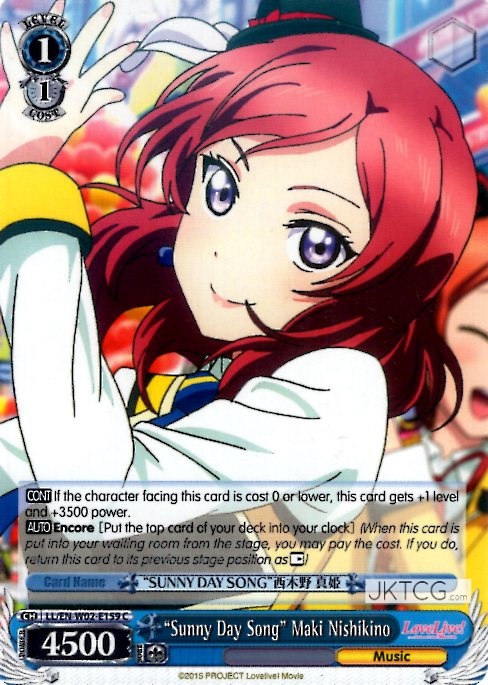 LEVEL
1
1
COST
CONT If the character facing this card is cost 0 or lower, this card gets +1 level
and +3500 power.
AUTO Encore [Put the top card of your deck into your clock] (When this card is
put into your waiting room from the stage, you may pay the cost. If you do,
return this card to its previous stage position as
Card Name "SUNNY DAY SONG"西木野 真姫
JKTCG.com
LL/EN-W02-E159 C
POWER 4500 SOUL "Sunny Day Song" Maki Nishikino LoveLive!
Music
©2015 PROJECT Lovelive! Movie